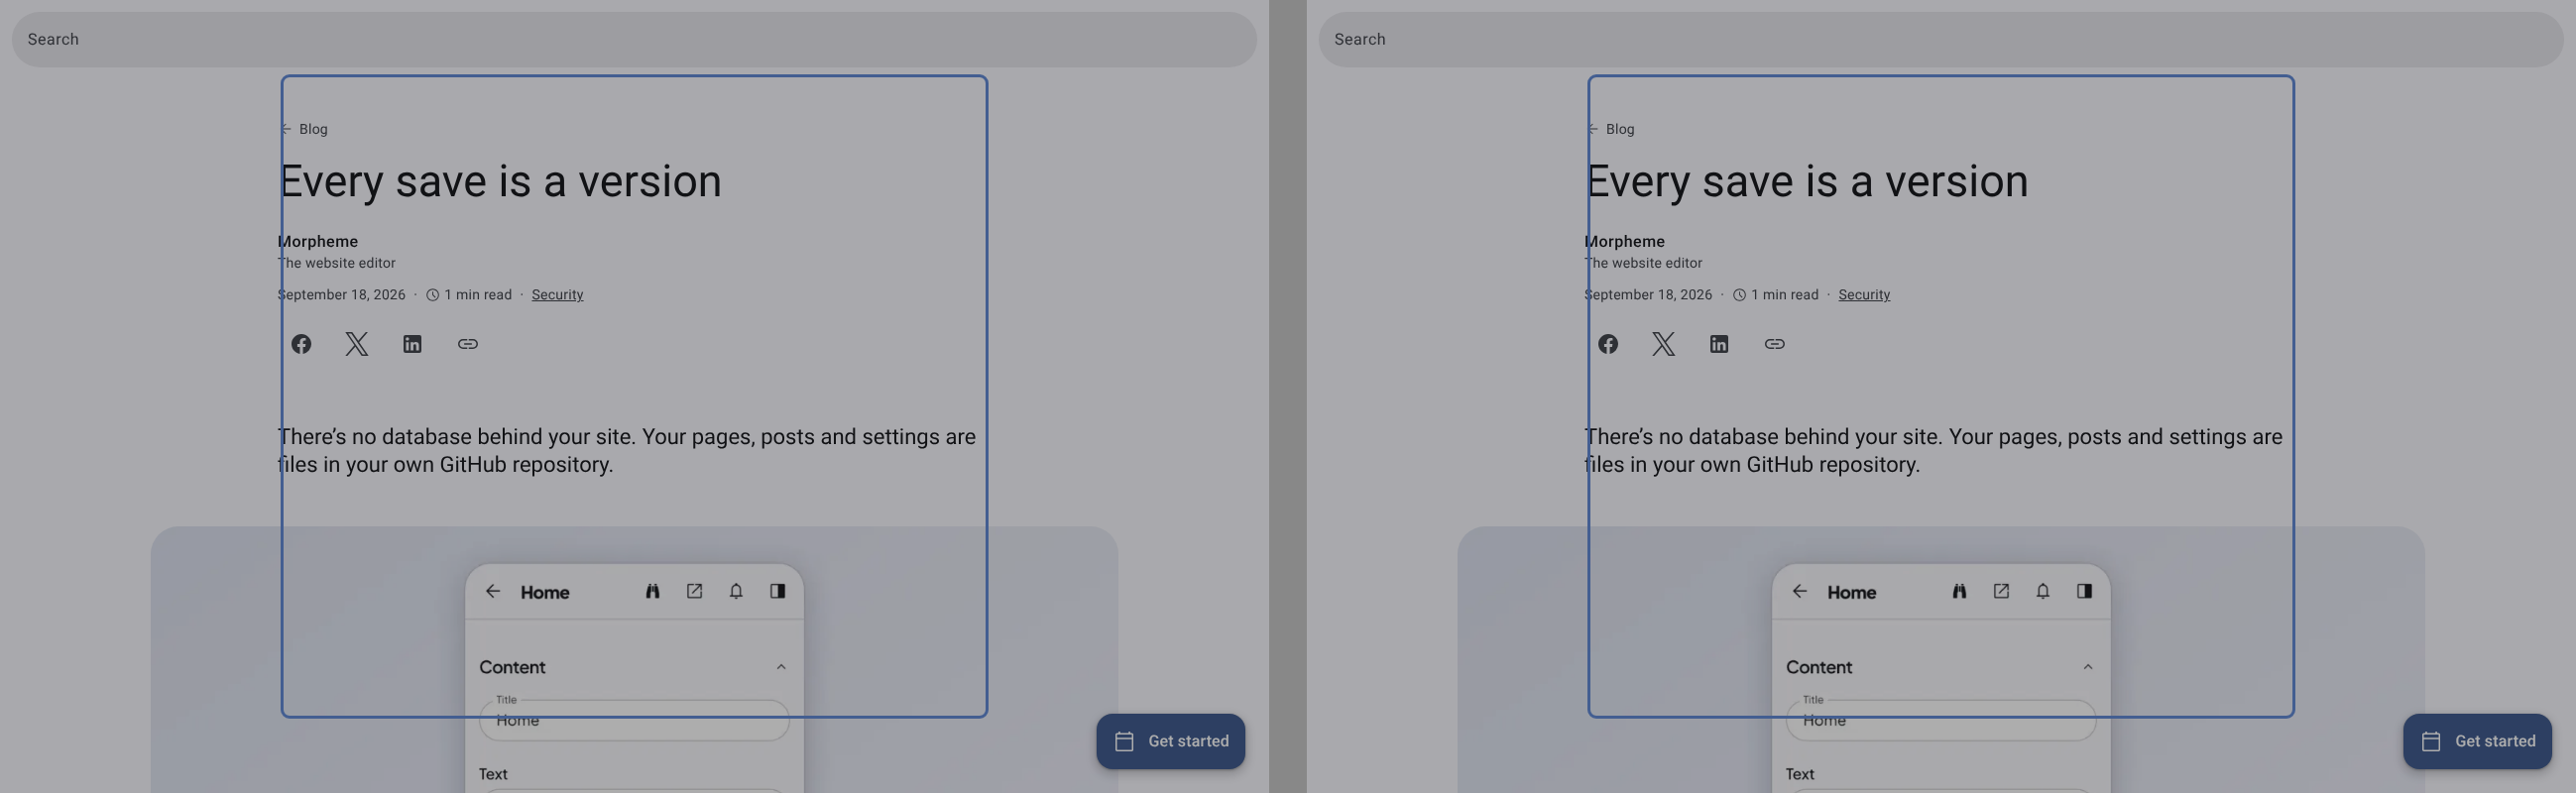 Search
← Blog
Every save is a version
Morpheme
The website editor
September 18, 2026 · 1 min read · Security
There’s no database behind your site. Your pages, posts and settings are
files in your own GitHub repository.
Home
Content
Title
Home
Text
Get started
Search
← Blog
Every save is a version
Morpheme
The website editor
September 18, 2026 · 1 min read · Security
There’s no database behind your site. Your pages, posts and settings are
files in your own GitHub repository.
Home
Content
Title
Home
Text
Get started